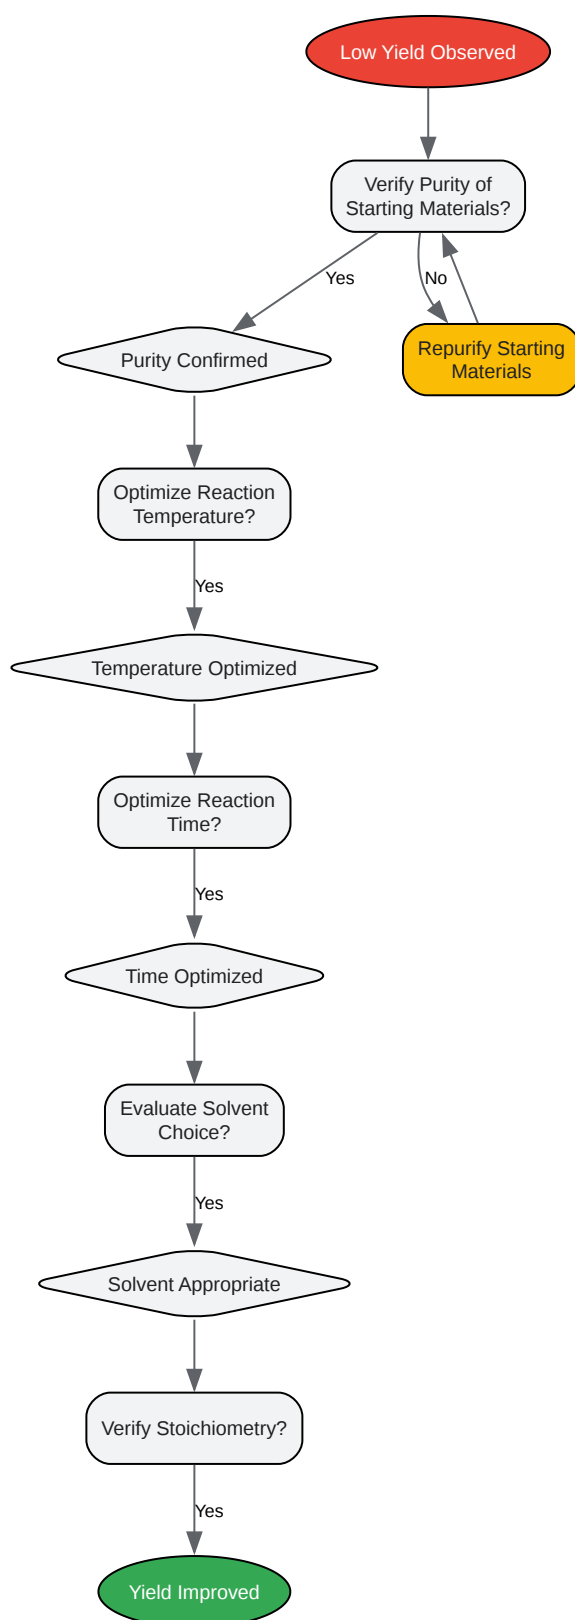 Low Yield Observed
Verify Purity of
Starting Materials?
Yes
No
Purity Confirmed
Repurify Starting
Materials
Optimize Reaction
Temperature?
Yes
Temperature Optimized
Optimize Reaction
Time?
Yes
Time Optimized
Evaluate Solvent
Choice?
Yes
Solvent Appropriate
Verify Stoichiometry?
Yes
Yield Improved